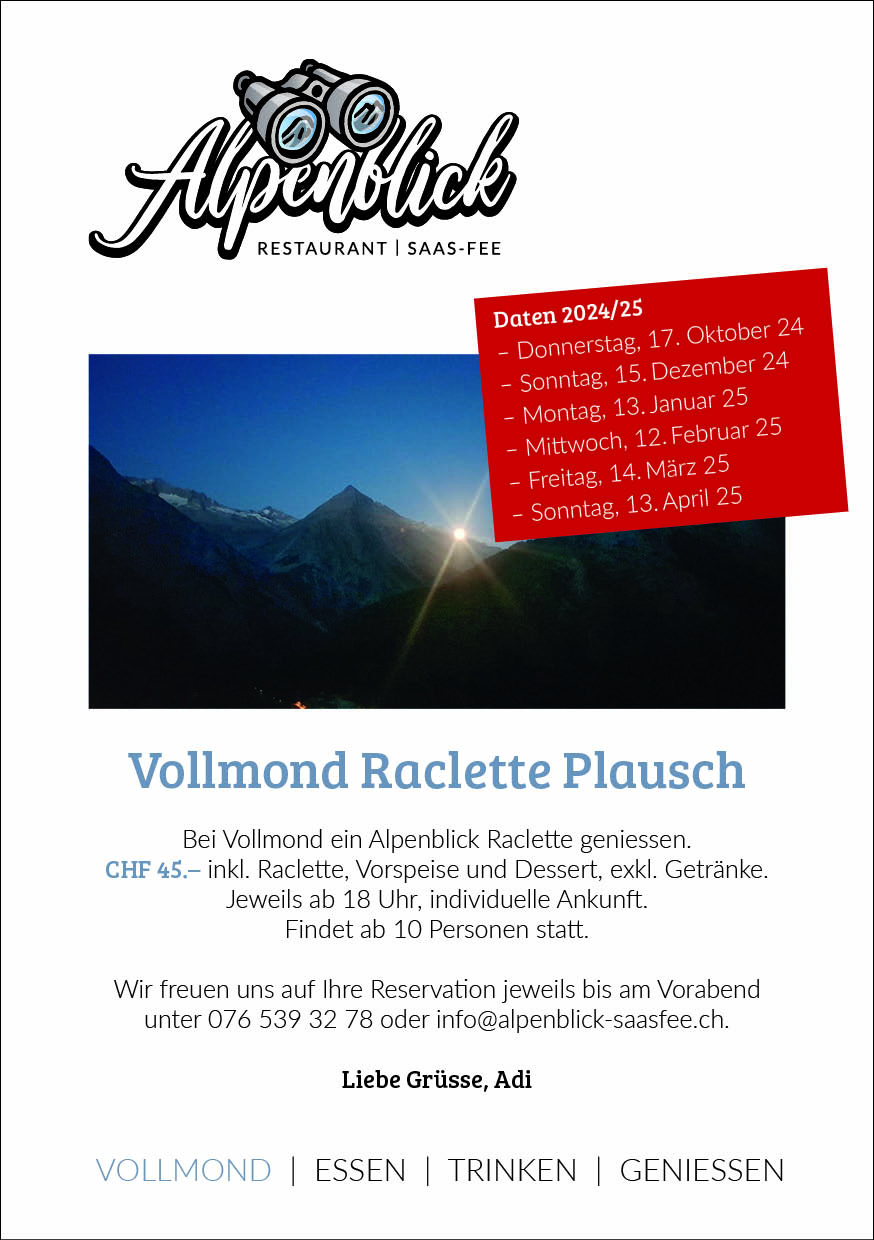 Alpenblick
RESTAURANT | SAAS-FEE
Daten 2024/25
– Donnerstag, 17. Oktober 24
– Sonntag, 15. Dezember 24
– Montag, 13. Januar 25
– Mittwoch, 12. Februar 25
– Freitag, 14. März 25
– Sonntag, 13. April 25
Vollmond Raclette Plausch
Bei Vollmond ein Alpenblick Raclette geniessen.
CHF 45.– inkl. Raclette, Vorspeise und Dessert, exkl. Getränke.
Jeweils ab 18 Uhr, individuelle Ankunft.
Findet ab 10 Personen statt.
Wir freuen uns auf Ihre Reservation jeweils bis am Vorabend
unter 076 539 32 78 oder info@alpenblick-saasfee.ch.
Liebe Grüsse, Adi
VOLLMOND | ESSEN | TRINKEN | GENIESSEN